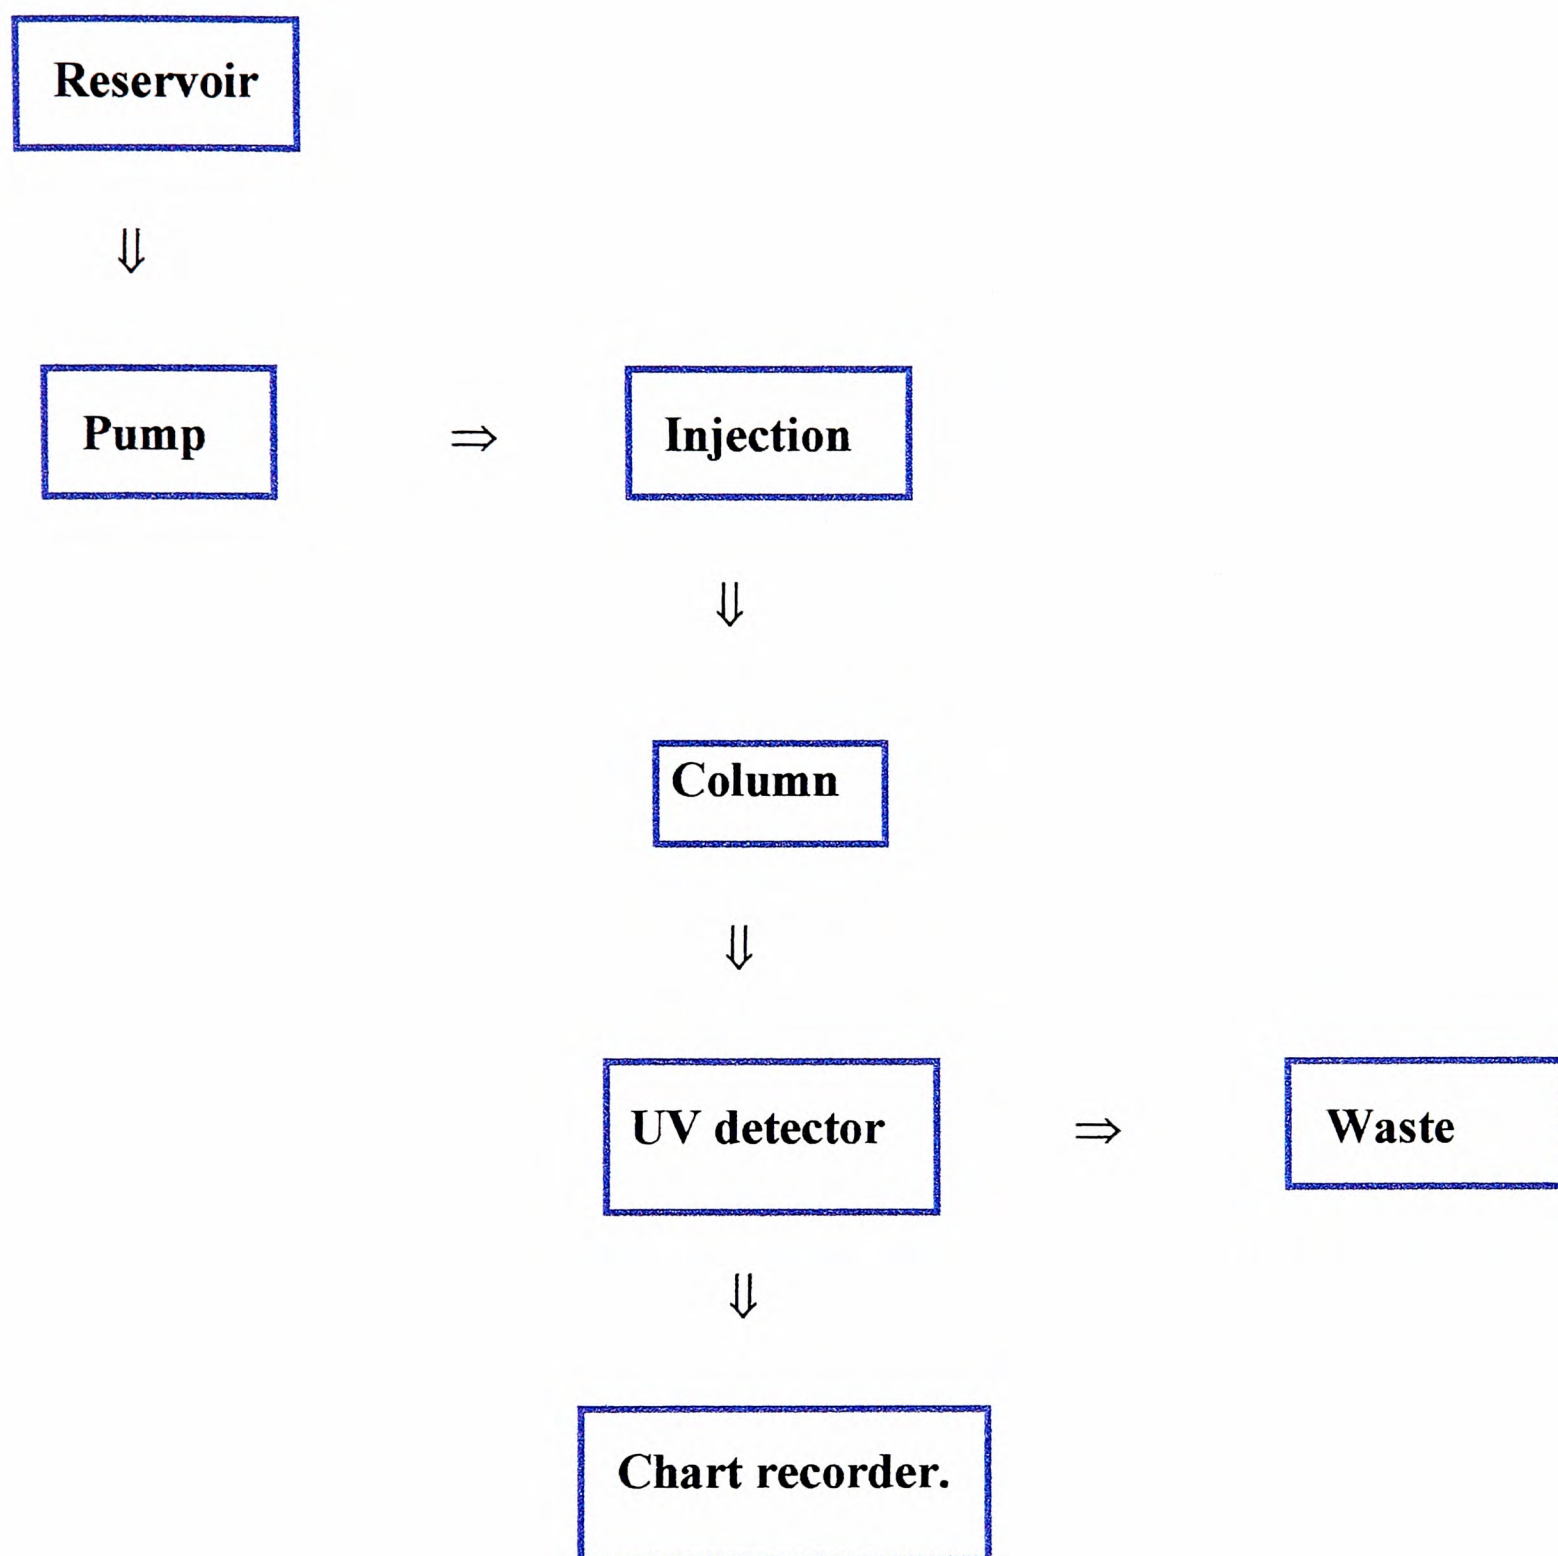 Reservoir
⇓
Pump ⇒ Injection
⇓
Column
⇓
UV detector ⇒ Waste
⇓
Chart recorder.